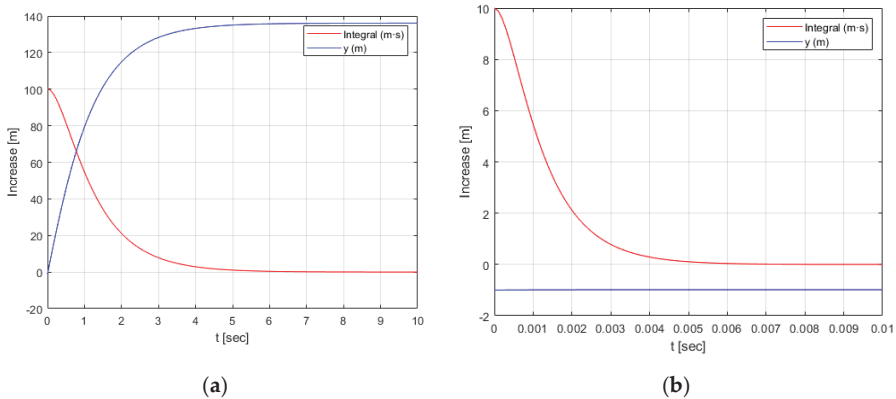 140
120
100
80
60
40
20
0
-20
Increase [m]
0 1 2 3 4 5 6 7 8 9 10
t [sec]
Integral (m·s)
y (m)
(a)
10
8
6
4
2
0
-2
Increase [m]
0 0.001 0.002 0.003 0.004 0.005 0.006 0.007 0.008 0.009 0.01
t [sec]
Integral (m·s)
y (m)
(b)